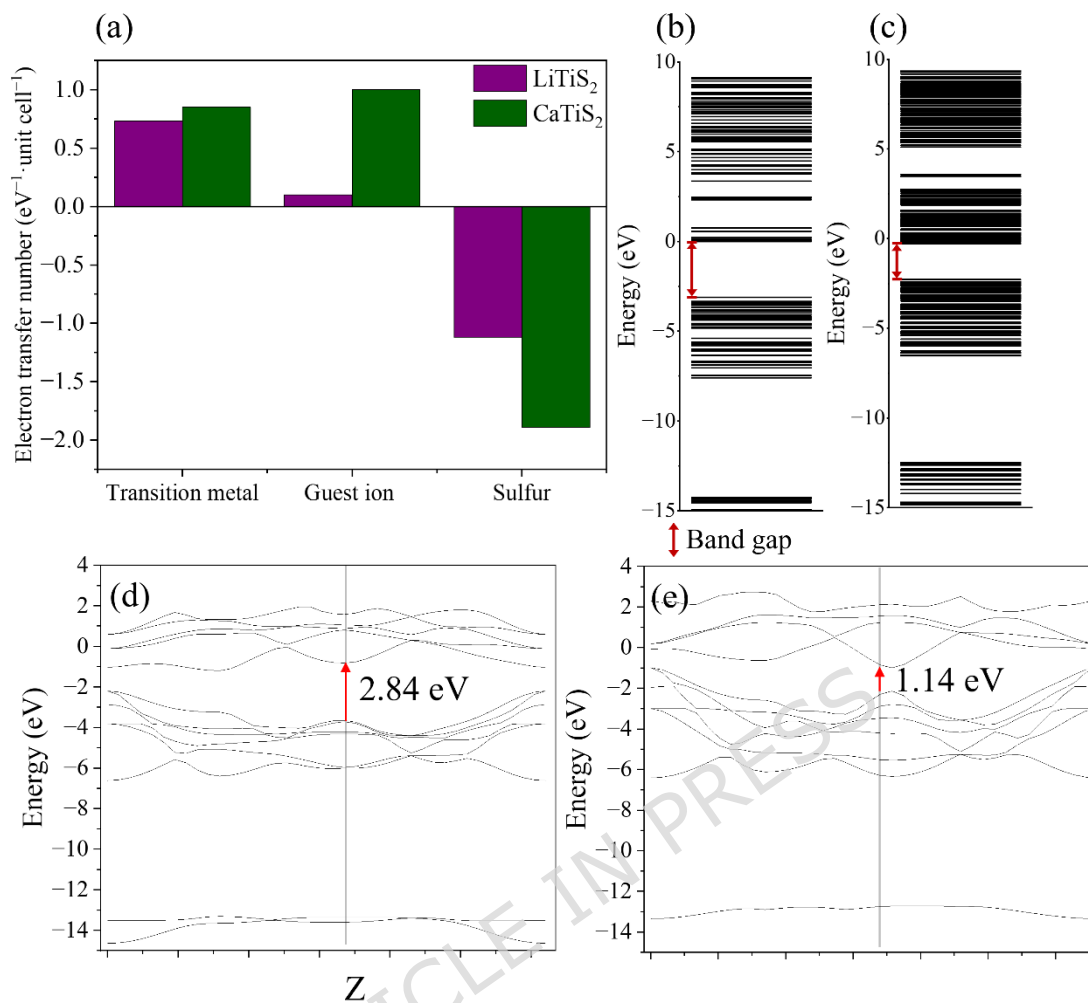 (a)
Electron transfer number (eV⁻¹·unit cell⁻¹)
1.0
0.5
0.0
−0.5
−1.0
−1.5
−2.0
LiTiS₂
CaTiS₂
Transition metal
Guest ion
Sulfur
(b)
Energy (eV)
10
5
0
−5
−10
−15
(c)
Energy (eV)
10
5
0
−5
−10
−15
Band gap
(d)
Energy (eV)
4
2
0
−2
−4
−6
−8
−10
−12
−14
2.84 eV
Z
(e)
Energy (eV)
4
2
0
−2
−4
−6
−8
−10
−12
−14
1.14 eV
ICLE IN PRESS